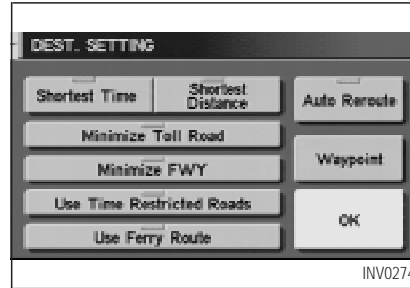 DEST. SETTING
Shortest Time
Shortest
Distance
Auto Reroute
Minimize Toll Road
Minimize FWY
Waypoint
Use Time Restricted Roads
Use Ferry Route
OK
INV0274